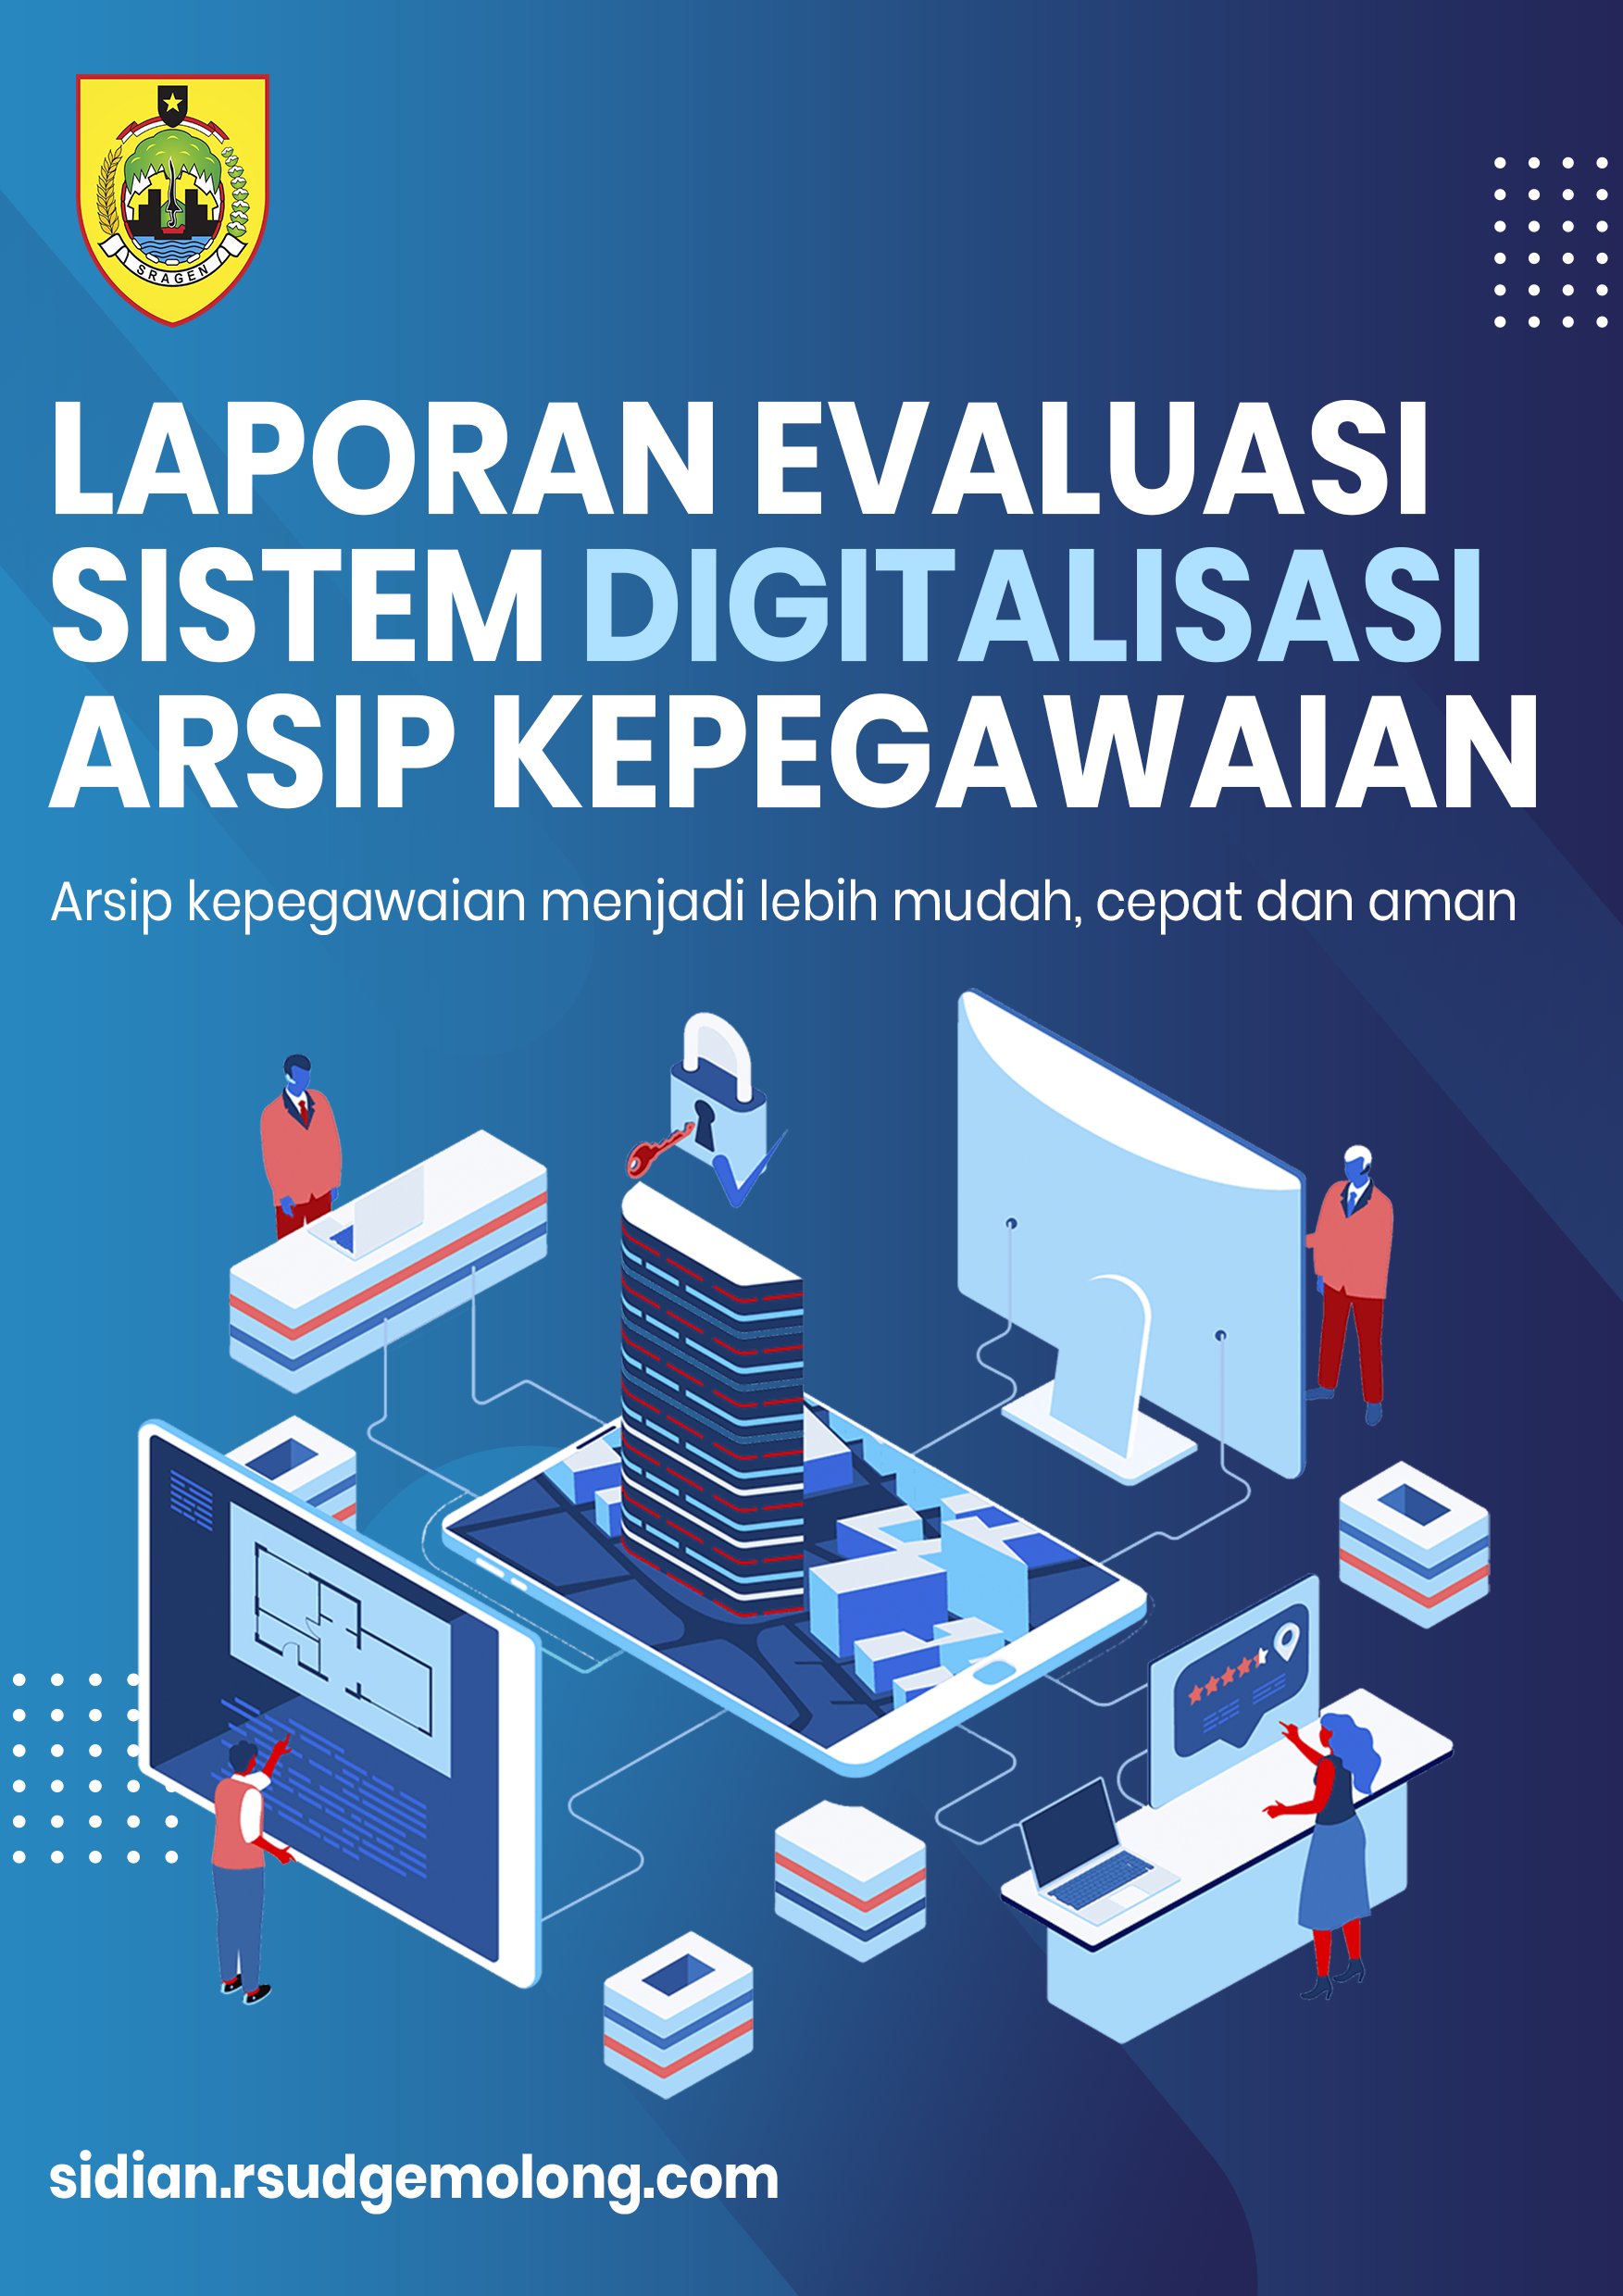 SRAGEN
LAPORAN EVALUASI
SISTEM DIGITALISASI
ARSIP KEPEGAWAIAN
Arsip kepegawaian menjadi lebih mudah, cepat dan aman
sidian.rsudgemolong.com